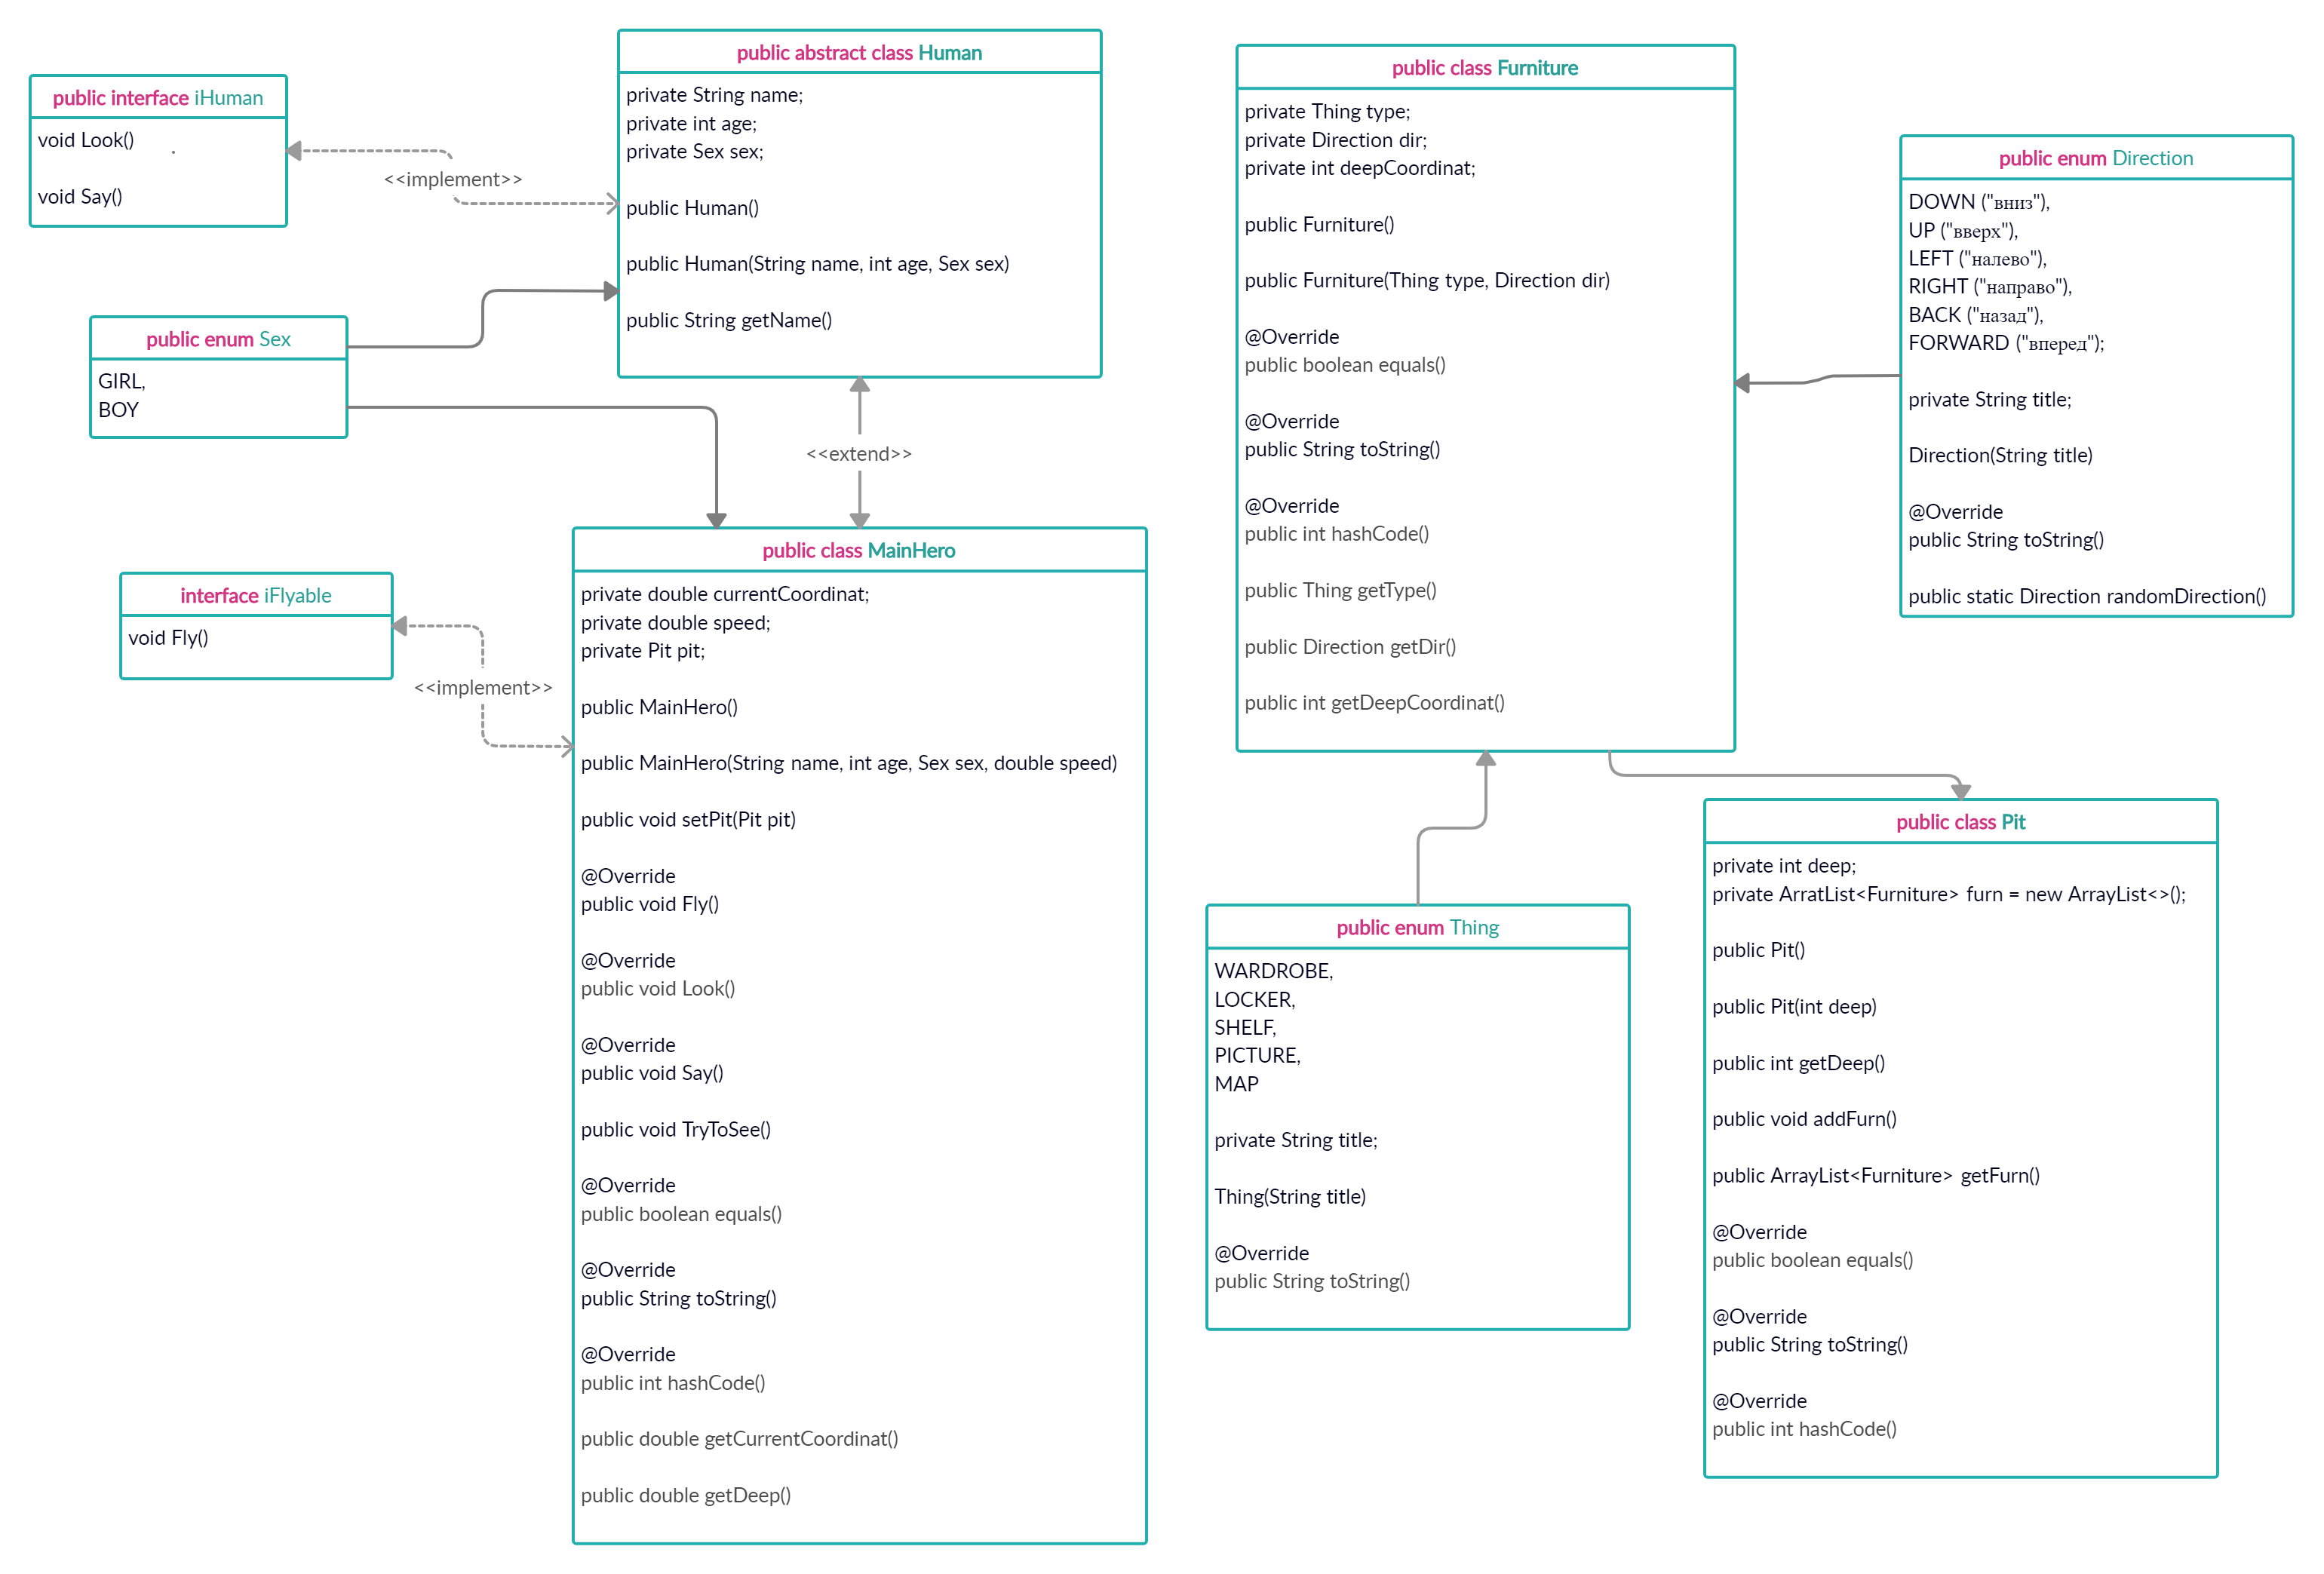 public interface iHuman
void Look()
void Say()
public abstract class Human
private String name;
private int age;
private Sex sex;
public Human()
public Human(String name, int age, Sex sex)
public String getName()
<<implement>>
public enum Sex
GIRL,
BOY
<<extend>>
interface iFlyable
void Fly()
<<implement>>
public class MainHero
private double currentCoordinat;
private double speed;
private Pit pit;
public MainHero()
public MainHero(String name, int age, Sex sex, double speed)
public void setPit(Pit pit)
@Override
public void Fly()
@Override
public void Look()
@Override
public void Say()
public void TryToSee()
@Override
public boolean equals()
@Override
public String toString()
@Override
public int hashCode()
public double getCurrentCoordinat()
public double getDeep()
public class Furniture
private Thing type;
private Direction dir;
private int deepCoordinat;
public Furniture()
public Furniture(Thing type, Direction dir)
@Override
public boolean equals()
@Override
public String toString()
@Override
public int hashCode()
public Thing getType()
public Direction getDir()
public int getDeepCoordinat()
public enum Direction
DOWN ("вниз"),
UP ("вверх"),
LEFT ("налево"),
RIGHT ("направо"),
BACK ("назад"),
FORWARD ("вперед");
private String title;
Direction(String title)
@Override
public String toString()
public static Direction randomDirection()
public enum Thing
WARDROBE,
LOCKER,
SHELF,
PICTURE,
MAP
private String title;
Thing(String title)
@Override
public String toString()
public class Pit
private int deep;
private ArratList<Furniture> furn = new ArrayList<>();
public Pit()
public Pit(int deep)
public int getDeep()
public void addFurn()
public ArrayList<Furniture> getFurn()
@Override
public boolean equals()
@Override
public String toString()
@Override
public int hashCode()